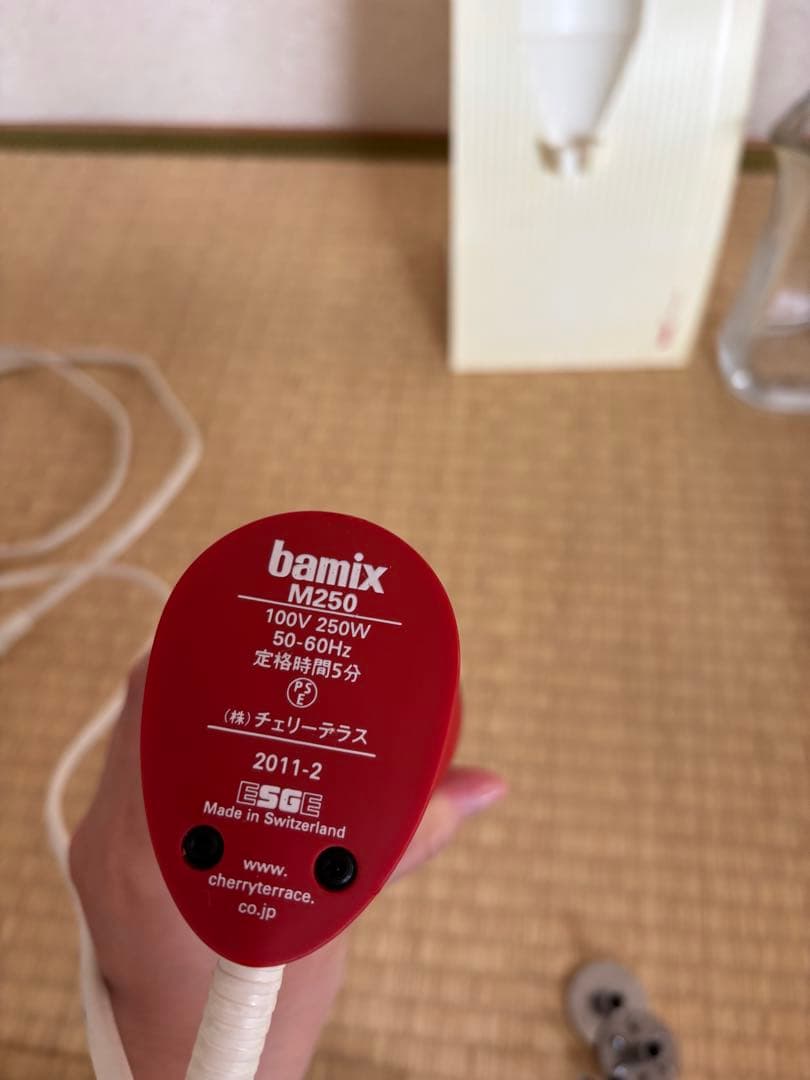 bamix
M250
100V 250W
50-60Hz
定格時間5分
PSE
(株)チェリーテラス
2011-2
ESGE
Made in Switzerland
www.
cherryterrace.
co.jp